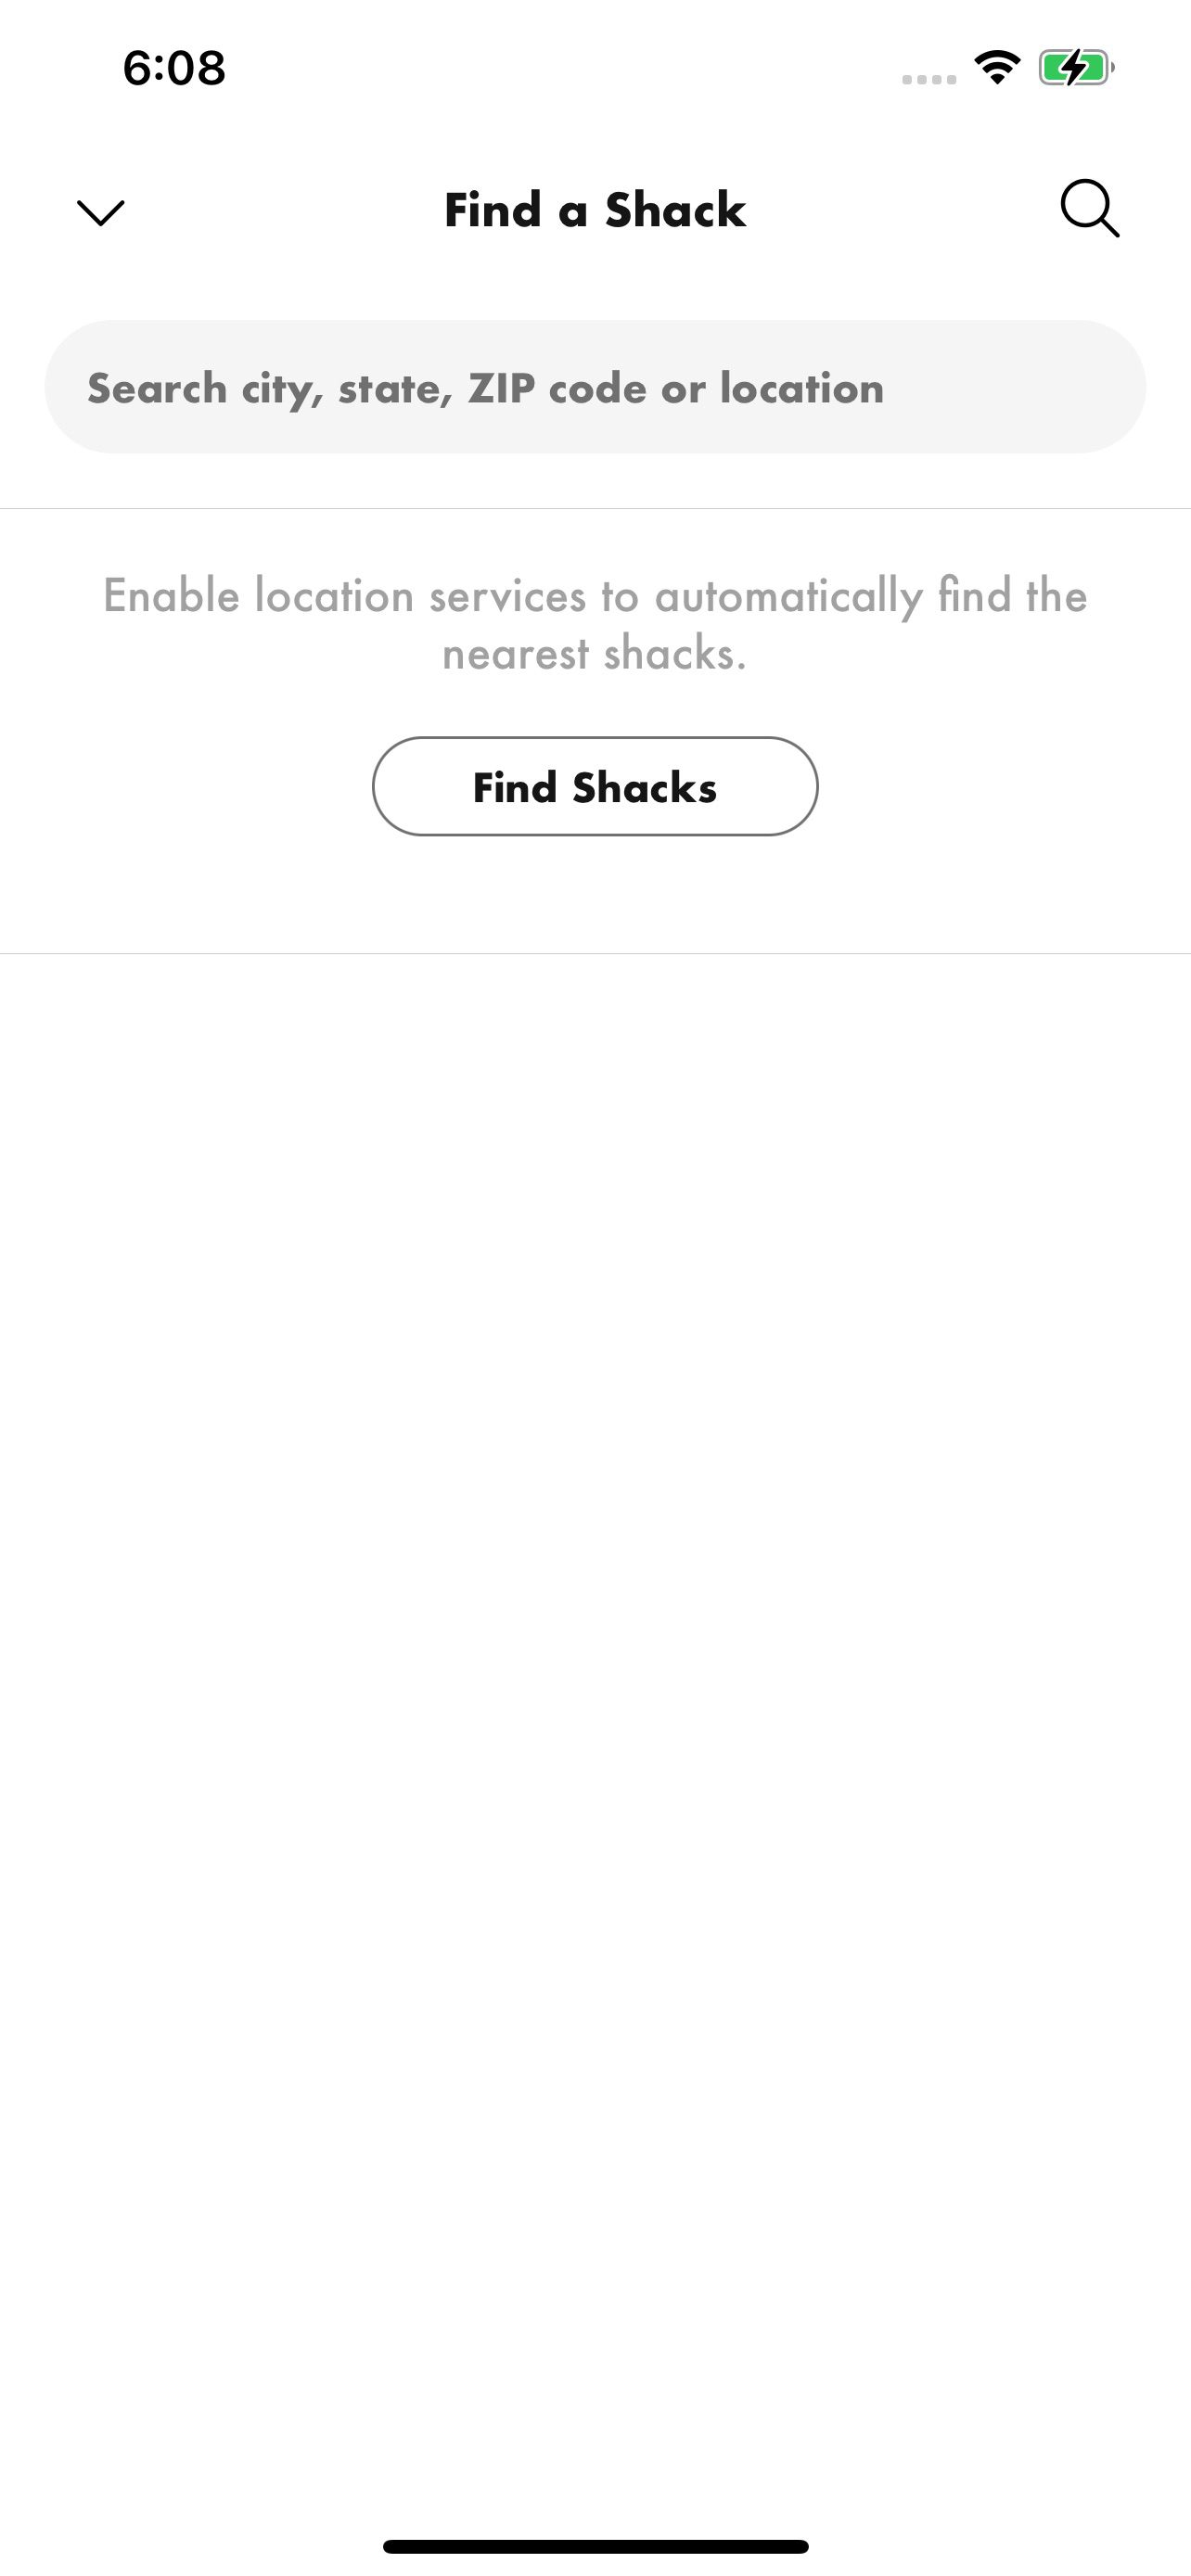 6:08
Find a Shack
Search city, state, ZIP code or location
Enable location services to automatically find the
nearest shacks.
Find Shacks